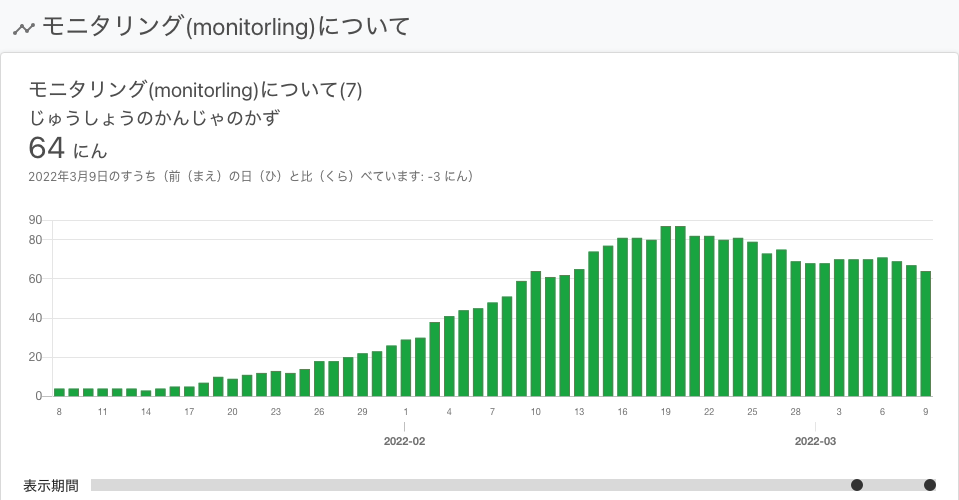 モニタリング(monitorling)について
モニタリング(monitorling)について(7)
じゅうしょうのかんじゃのかず
64 にん
2022年3月9日のすうち（前（まえ）の日（ひ）と比（くら）べています: -3 にん）
90
80
60
40
20
0
8 11 14 17 20 23 26 29 1 4 7 10 13 16 19 22 25 28 3 6 9
2022-02 2022-03
表示期間